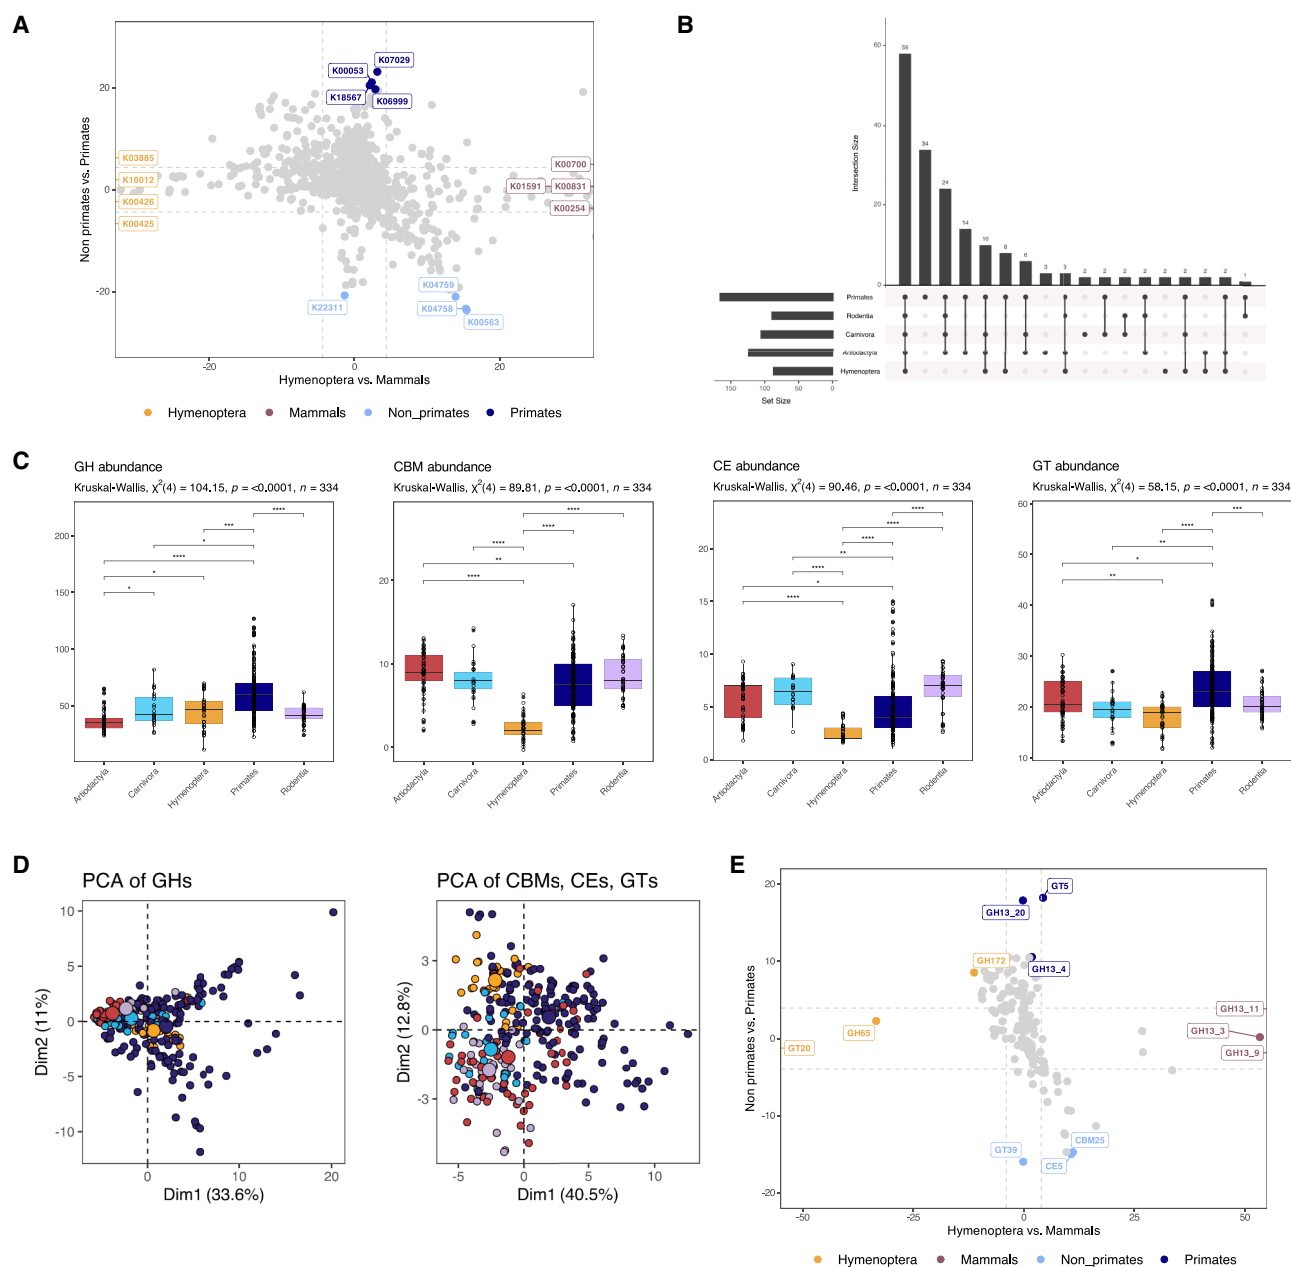 A
Non primates vs. Primates
20
0
-20
K07029
K00053
K18567
K06999
K03885
K16012
K00426
K00425
K00700
K01591
K00831
K00254
K22311
K04759
K04758
K00563
-20
0
20
Hymenoptera vs. Mammals
Hymenoptera
Mammals
Non_primates
Primates
B
Intersection Size
60
40
20
0
58
34
24
14
10
8
6
3
3
2
2
2
2
2
2
2
1
Primates
Rodentia
Carnivora
Artiodactyla
Hymenoptera
150
100
50
0
Set Size
C
GH abundance
Kruskal-Wallis, χ²(4) = 104.15, p = <0.0001, n = 334
200
150
100
50
****
***
*
****
*
*
Artiodactyla
Carnivora
Hymenoptera
Primates
Rodentia
CBM abundance
Kruskal-Wallis, χ²(4) = 89.81, p = <0.0001, n = 334
20
10
0
****
****
****
**
****
Artiodactyla
Carnivora
Hymenoptera
Primates
Rodentia
CE abundance
Kruskal-Wallis, χ²(4) = 90.46, p = <0.0001, n = 334
20
15
10
5
0
****
****
****
**
****
*
****
Artiodactyla
Carnivora
Hymenoptera
Primates
Rodentia
GT abundance
Kruskal-Wallis, χ²(4) = 58.15, p = <0.0001, n = 334
60
50
40
30
20
10
***
****
**
*
**
Artiodactyla
Carnivora
Hymenoptera
Primates
Rodentia
D
PCA of GHs
Dim2 (11%)
10
5
0
-5
-10
0
10
20
Dim1 (33.6%)
PCA of CBMs, CEs, GTs
Dim2 (12.8%)
3
0
-3
-5
0
5
10
Dim1 (40.5%)
E
Non primates vs. Primates
20
10
0
-10
-20
GT5
GH13_20
GH13_4
GH172
GH65
GT20
GH13_11
GH13_3
GH13_9
CBM25
GT39
CE5
-50
-25
0
25
50
Hymenoptera vs. Mammals
Hymenoptera
Mammals
Non_primates
Primates